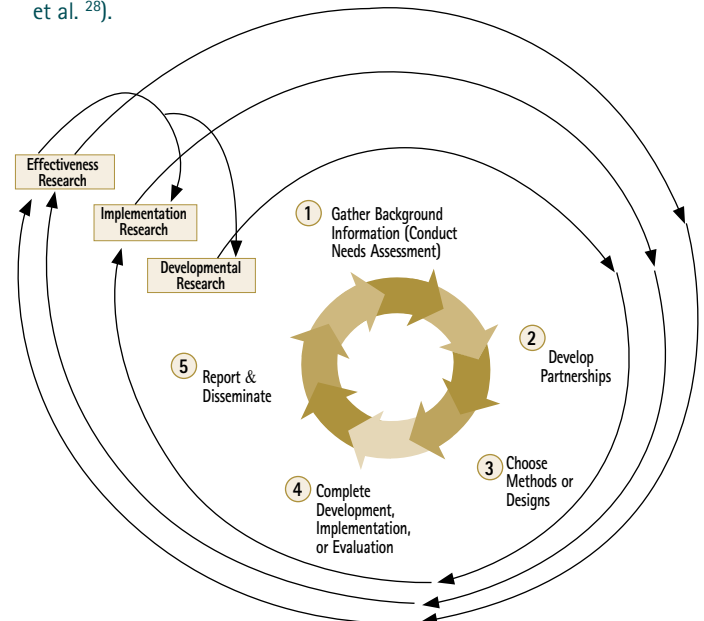 et al. 28).
Effectiveness
Research
Implementation
Research
Developmental
Research
1
Gather Background
Information (Conduct
Needs Assessment)
2
Develop
Partnerships
3
Choose
Methods or
Designs
4
Complete
Development,
Implementation,
or Evaluation
5
Report &
Disseminate